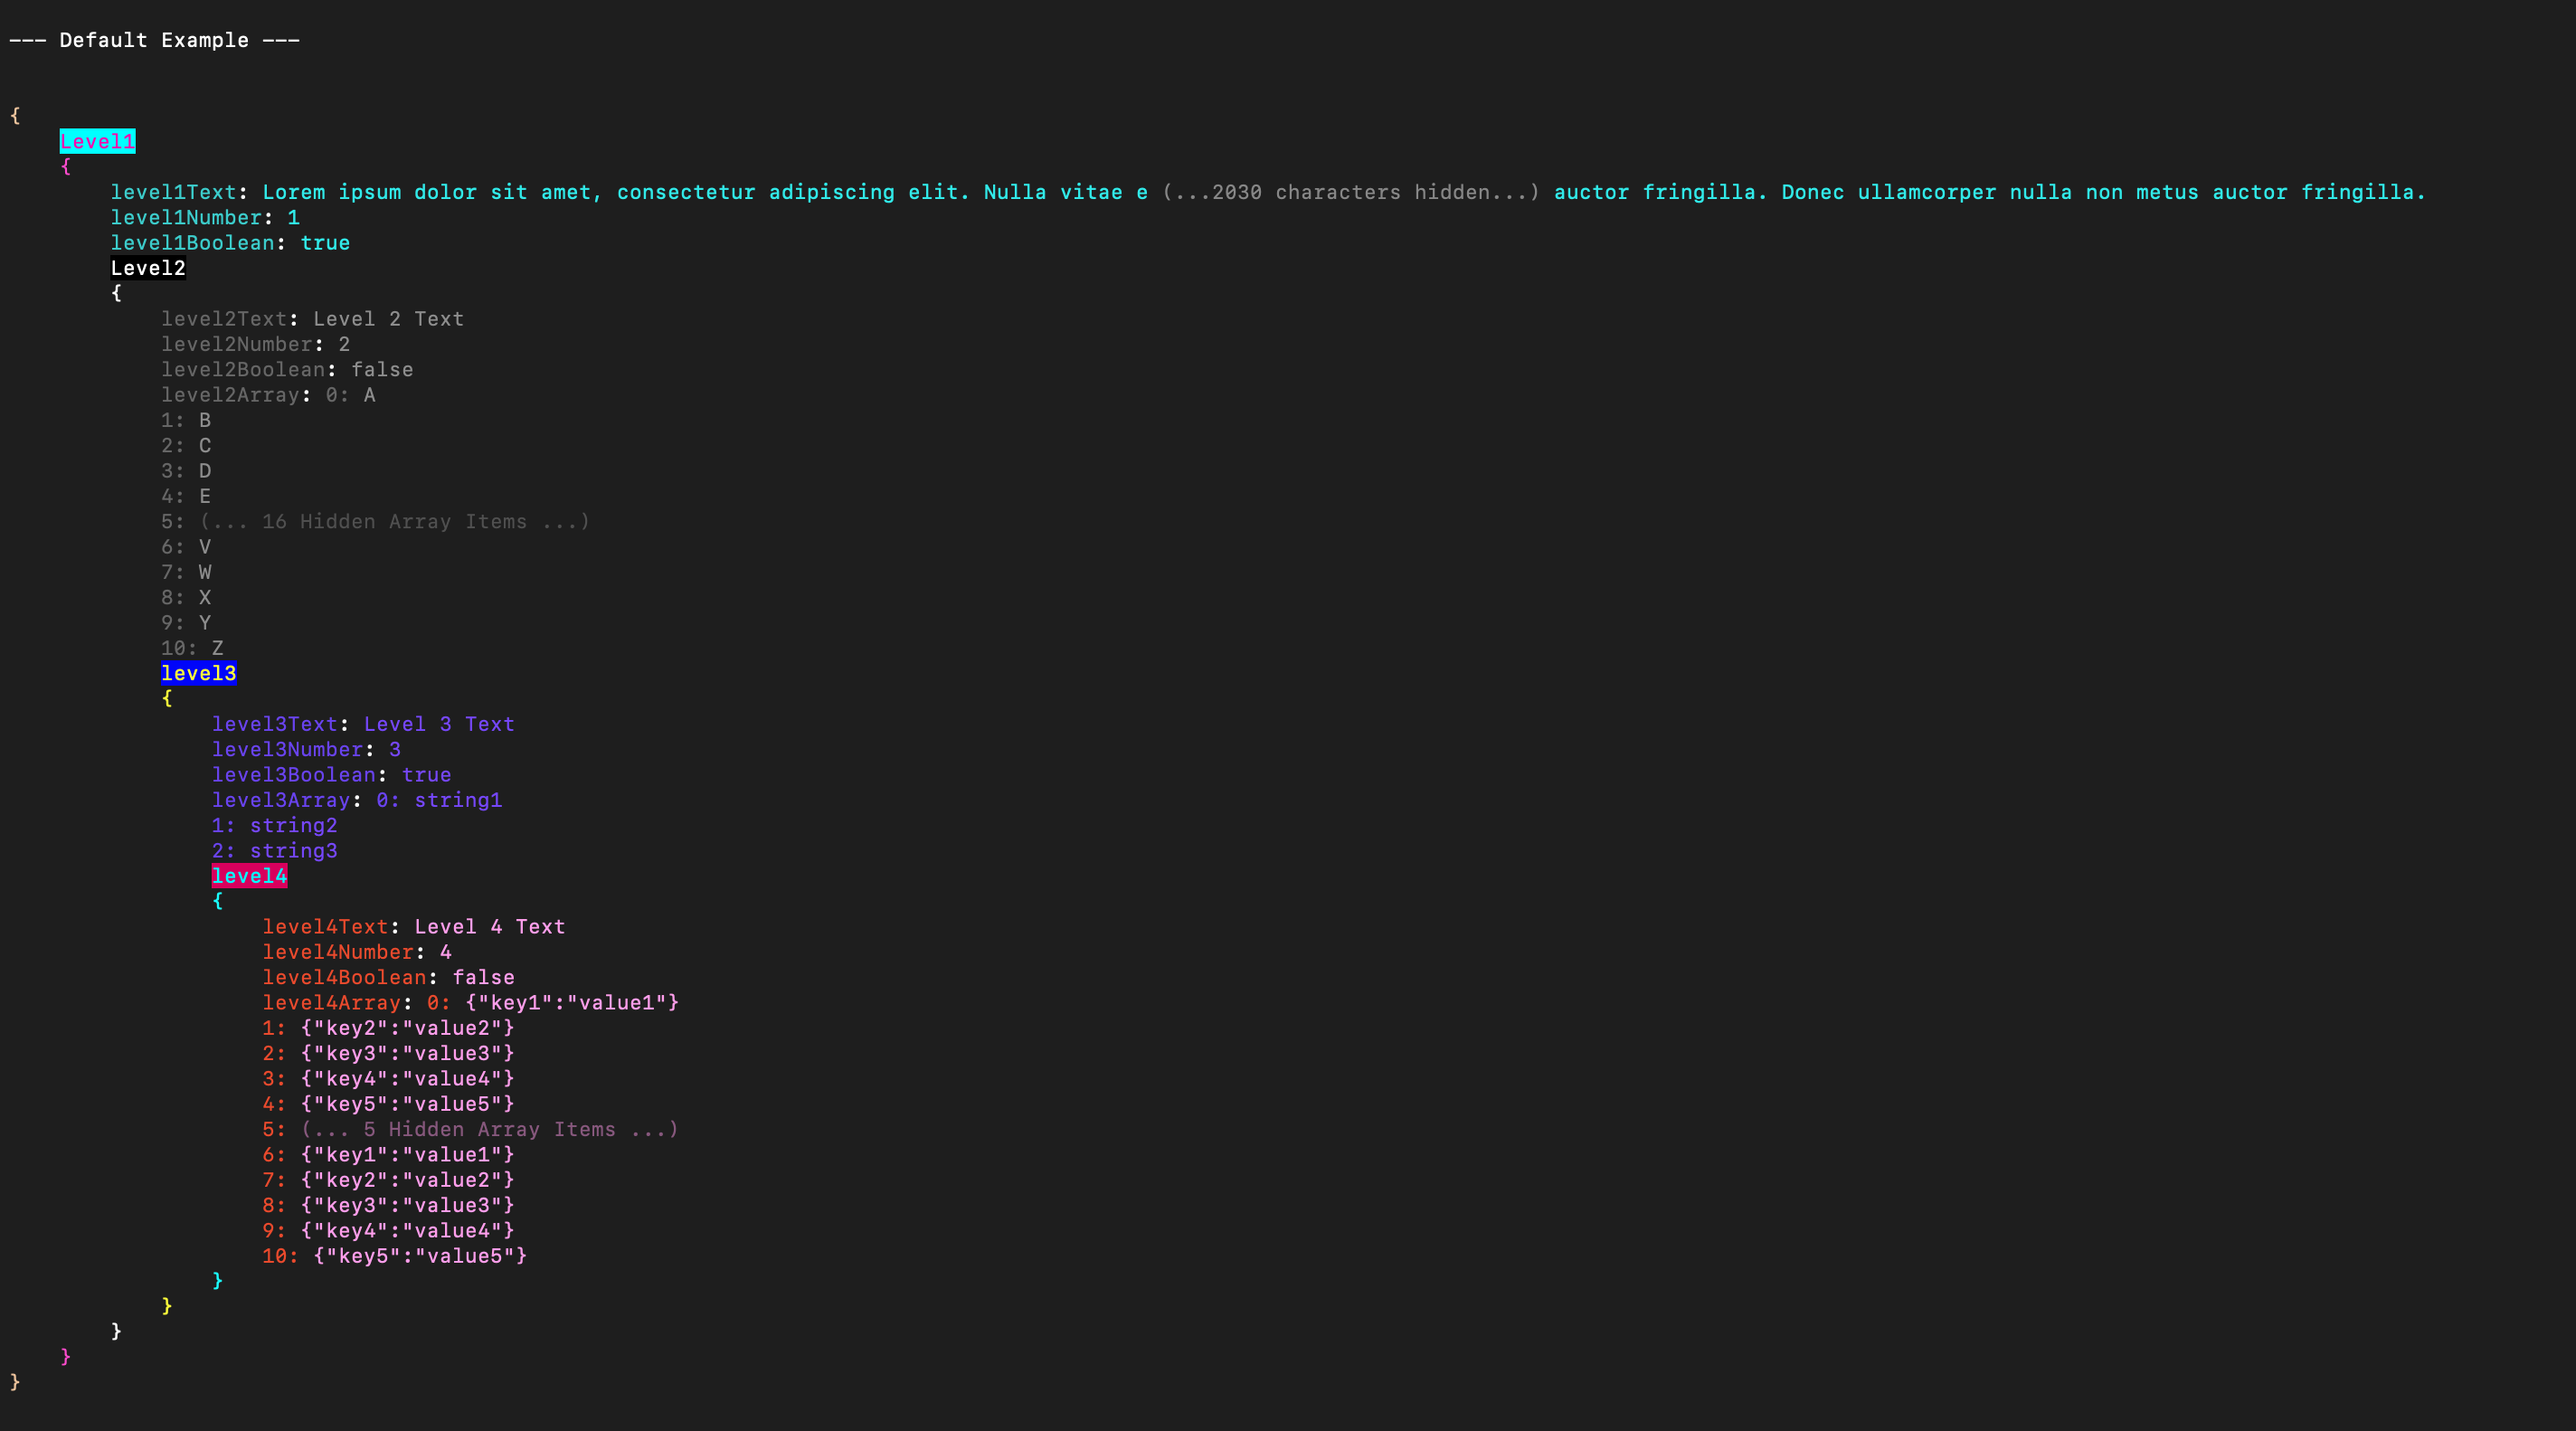 --- Default Example ---
{
Level1
{
level1Text: Lorem ipsum dolor sit amet, consectetur adipiscing elit. Nulla vitae e (...2030 characters hidden...) auctor fringilla. Donec ullamcorper nulla non metus auctor fringilla.
level1Number: 1
level1Boolean: true
Level2
{
level2Text: Level 2 Text
level2Number: 2
level2Boolean: false
level2Array: 0: A
1: B
2: C
3: D
4: E
5: (... 16 Hidden Array Items ...)
6: V
7: W
8: X
9: Y
10: Z
level3
{
level3Text: Level 3 Text
level3Number: 3
level3Boolean: true
level3Array: 0: string1
1: string2
2: string3
level4
{
level4Text: Level 4 Text
level4Number: 4
level4Boolean: false
level4Array: 0: {"key1":"value1"}
1: {"key2":"value2"}
2: {"key3":"value3"}
3: {"key4":"value4"}
4: {"key5":"value5"}
5: (... 5 Hidden Array Items ...)
6: {"key1":"value1"}
7: {"key2":"value2"}
8: {"key3":"value3"}
9: {"key4":"value4"}
10: {"key5":"value5"}
}
}
}
}
}